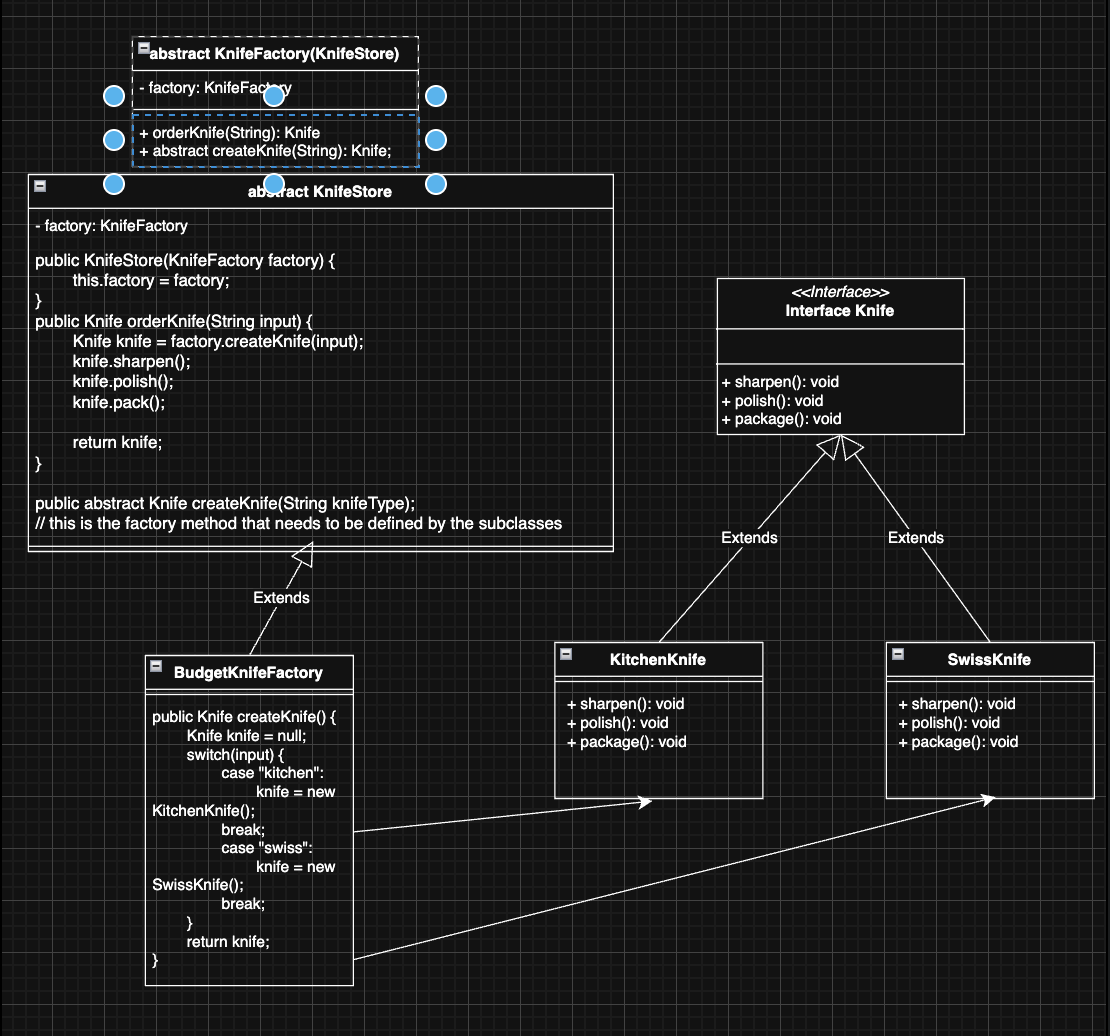 abstract KnifeFactory(KnifeStore)
- factory: KnifeFactory
+ orderKnife(String): Knife
+ abstract createKnife(String): Knife;
abstract KnifeStore
- factory: KnifeFactory
public KnifeStore(KnifeFactory factory) {
this.factory = factory;
}
public Knife orderKnife(String input) {
Knife knife = factory.createKnife(input);
knife.sharpen();
knife.polish();
knife.pack();
return knife;
}
public abstract Knife createKnife(String knifeType);
// this is the factory method that needs to be defined by the subclasses
<<Interface>>
Interface Knife
+ sharpen(): void
+ polish(): void
+ package(): void
Extends
Extends
Extends
BudgetKnifeFactory
public Knife createKnife() {
Knife knife = null;
switch(input) {
case "kitchen":
knife = new
KitchenKnife();
break;
case "swiss":
knife = new
SwissKnife();
break;
}
return knife;
}
KitchenKnife
+ sharpen(): void
+ polish(): void
+ package(): void
SwissKnife
+ sharpen(): void
+ polish(): void
+ package(): void